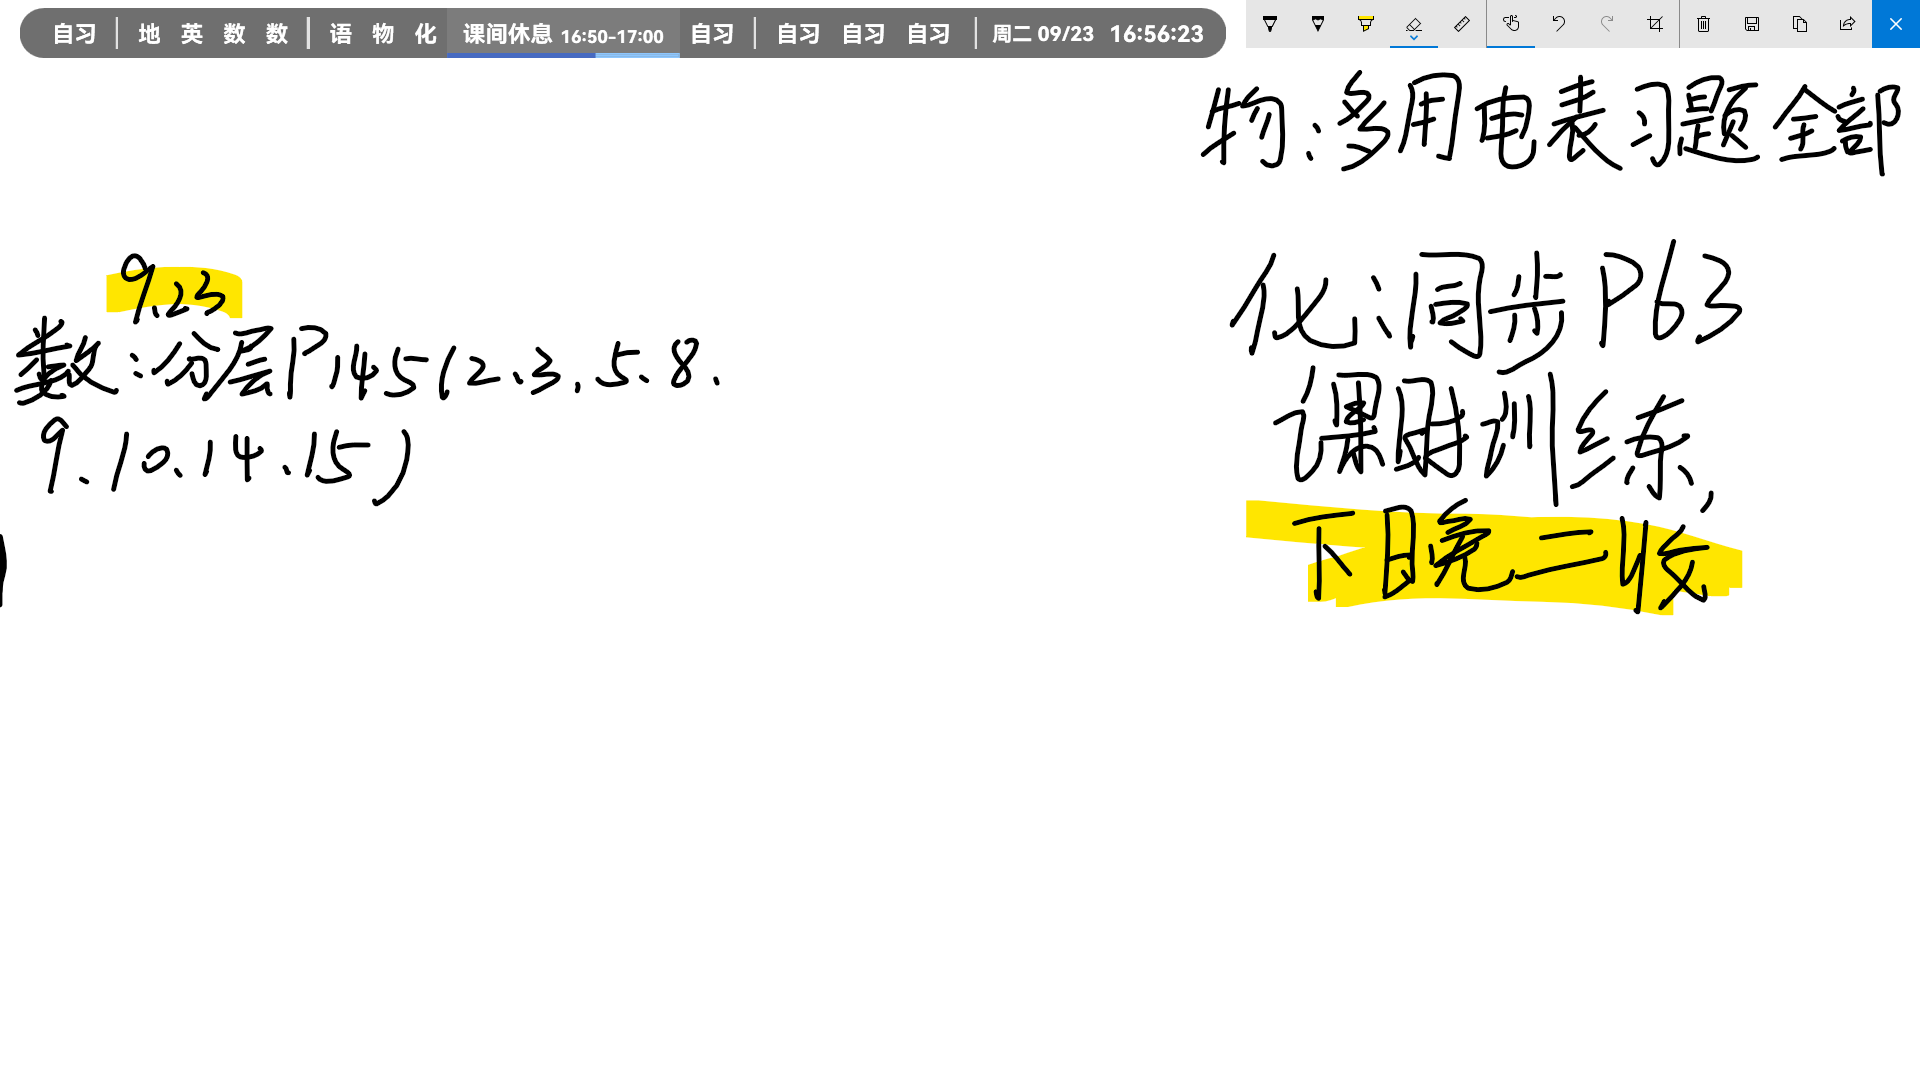 自习 | 地 英 数 数 | 语 物 化 课间休息 16:50-17:00 自习 | 自习 自习 自习 | 周二 09/23 16:56:23
物:多用电表习题全部
化:同步P63
课时训练,
下日晚二收
9.23
数:分层P145(2.3.5.8.
9.10.14.15)